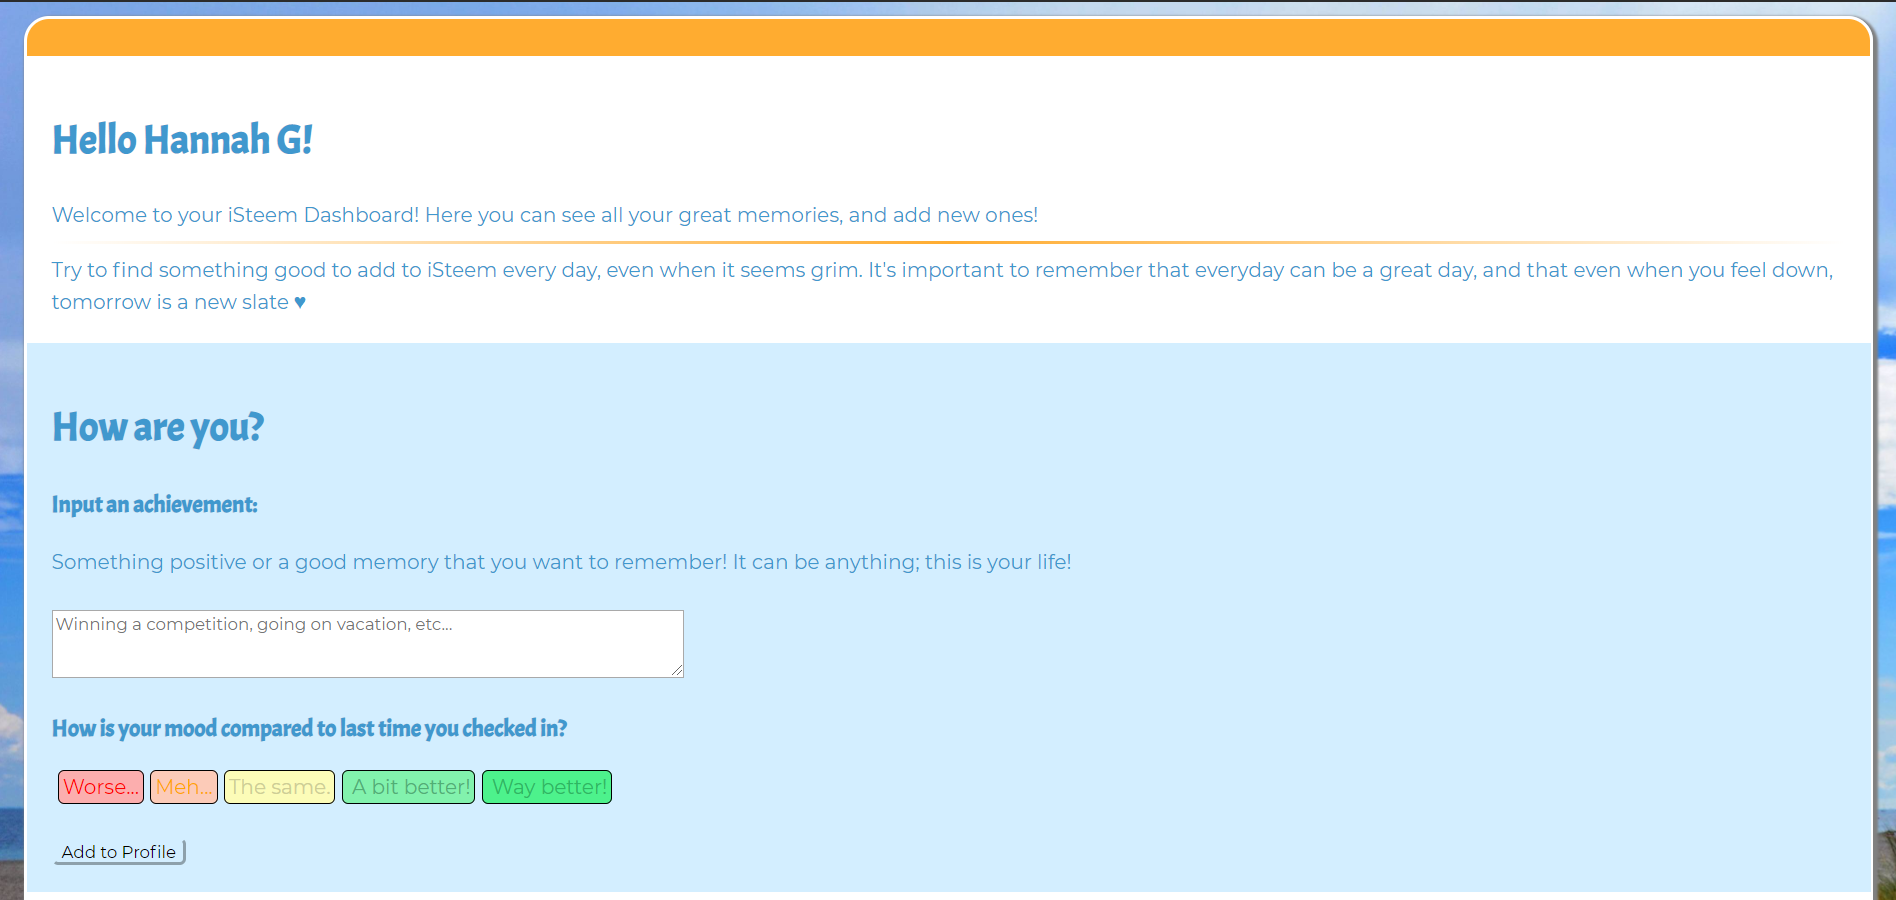 Hello Hannah G!
Welcome to your iSteem Dashboard! Here you can see all your great memories, and add new ones!
Try to find something good to add to iSteem every day, even when it seems grim. It's important to remember that everyday can be a great day, and that even when you feel down,
tomorrow is a new slate ♥
How are you?
Input an achievement:
Something positive or a good memory that you want to remember! It can be anything; this is your life!
Winning a competition, going on vacation, etc...
How is your mood compared to last time you checked in?
Worse... Meh... The same. A bit better! Way better!
Add to Profile